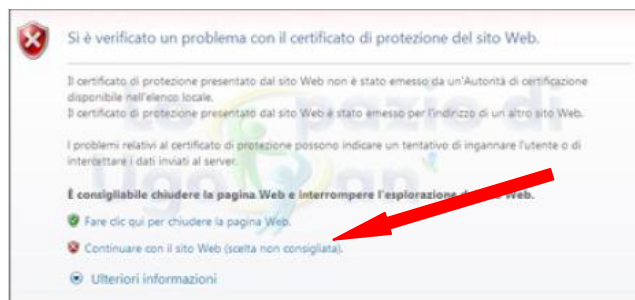 Si è verificato un problema con il certificato di protezione del sito Web.
Il certificato di protezione presentato dal sito Web non è stato emesso da un'Autorità di certificazione
disponibile nell'elenco locale.
Il certificato di protezione presentato dal sito Web è stato emesso per l'indirizzo di un altro sito Web.
I problemi relativi al certificato di protezione possono indicare un tentativo di ingannare l'utente o di
intercettare i dati inviati al server.
È consigliabile chiudere la pagina Web e interrompere l'esplorazione Web.
Fare clic qui per chiudere la pagina Web.
Continuare con il sito Web (scelta non consigliata).
Ulteriori informazioni